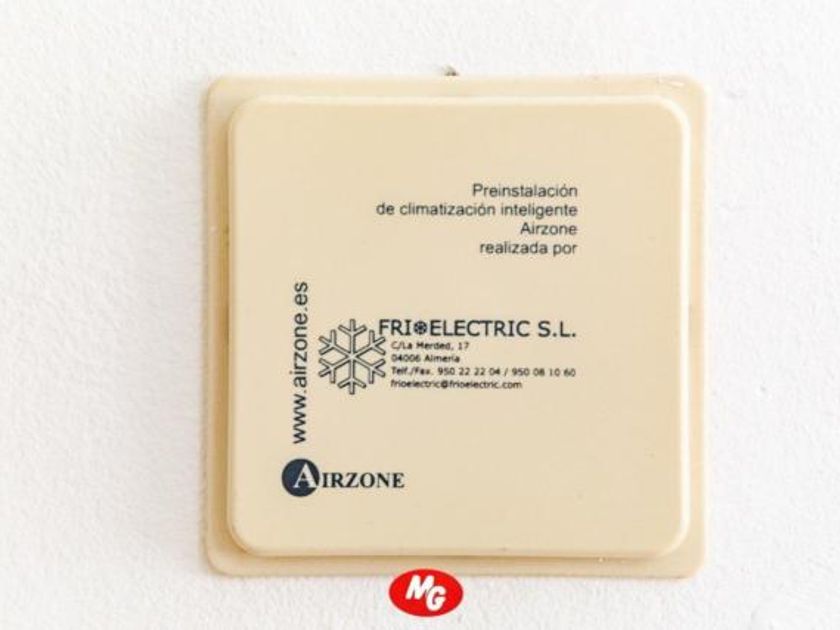 Preinstalación
de climatización inteligente
Airzone
realizada por
www.airzone.es
FRI❄ELECTRIC S.L.
C/La Merded, 17
04006 Almería
Telf./Fax. 950 22 22 04 / 950 08 10 60
frioelectric@frioelectric.com
AIRZONE
MG